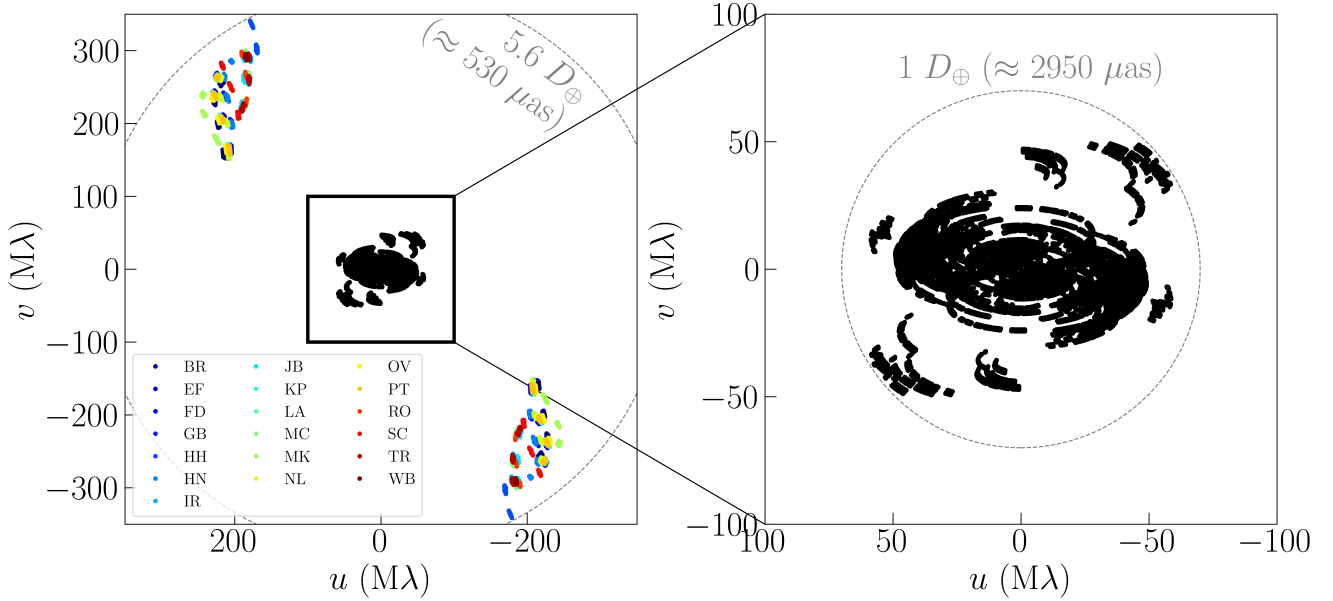 300
200
100
0
−100
−200
−300
200
0
−200
u (Mλ)
v (Mλ)
5.6 D⊕
(≈ 530 μas)
BR
EF
FD
GB
HH
HN
IR
JB
KP
LA
MC
MK
NL
OV
PT
RO
SC
TR
WB
100
50
0
−50
−100
100
50
0
−50
−100
u (Mλ)
v (Mλ)
1 D⊕ (≈ 2950 μas)